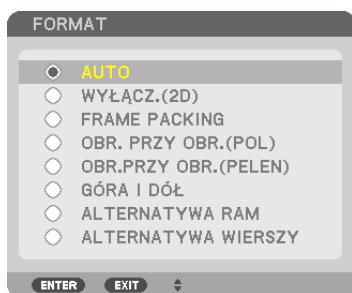 FORMAT
AUTO
WYŁĄCZ.(2D)
FRAME PACKING
OBR. PRZY OBR.(POL)
OBR.PRZY OBR.(PELEN)
GÓRA I DÓŁ
ALTERNATYWA RAM
ALTERNATYWA WIERSZY
ENTER EXIT